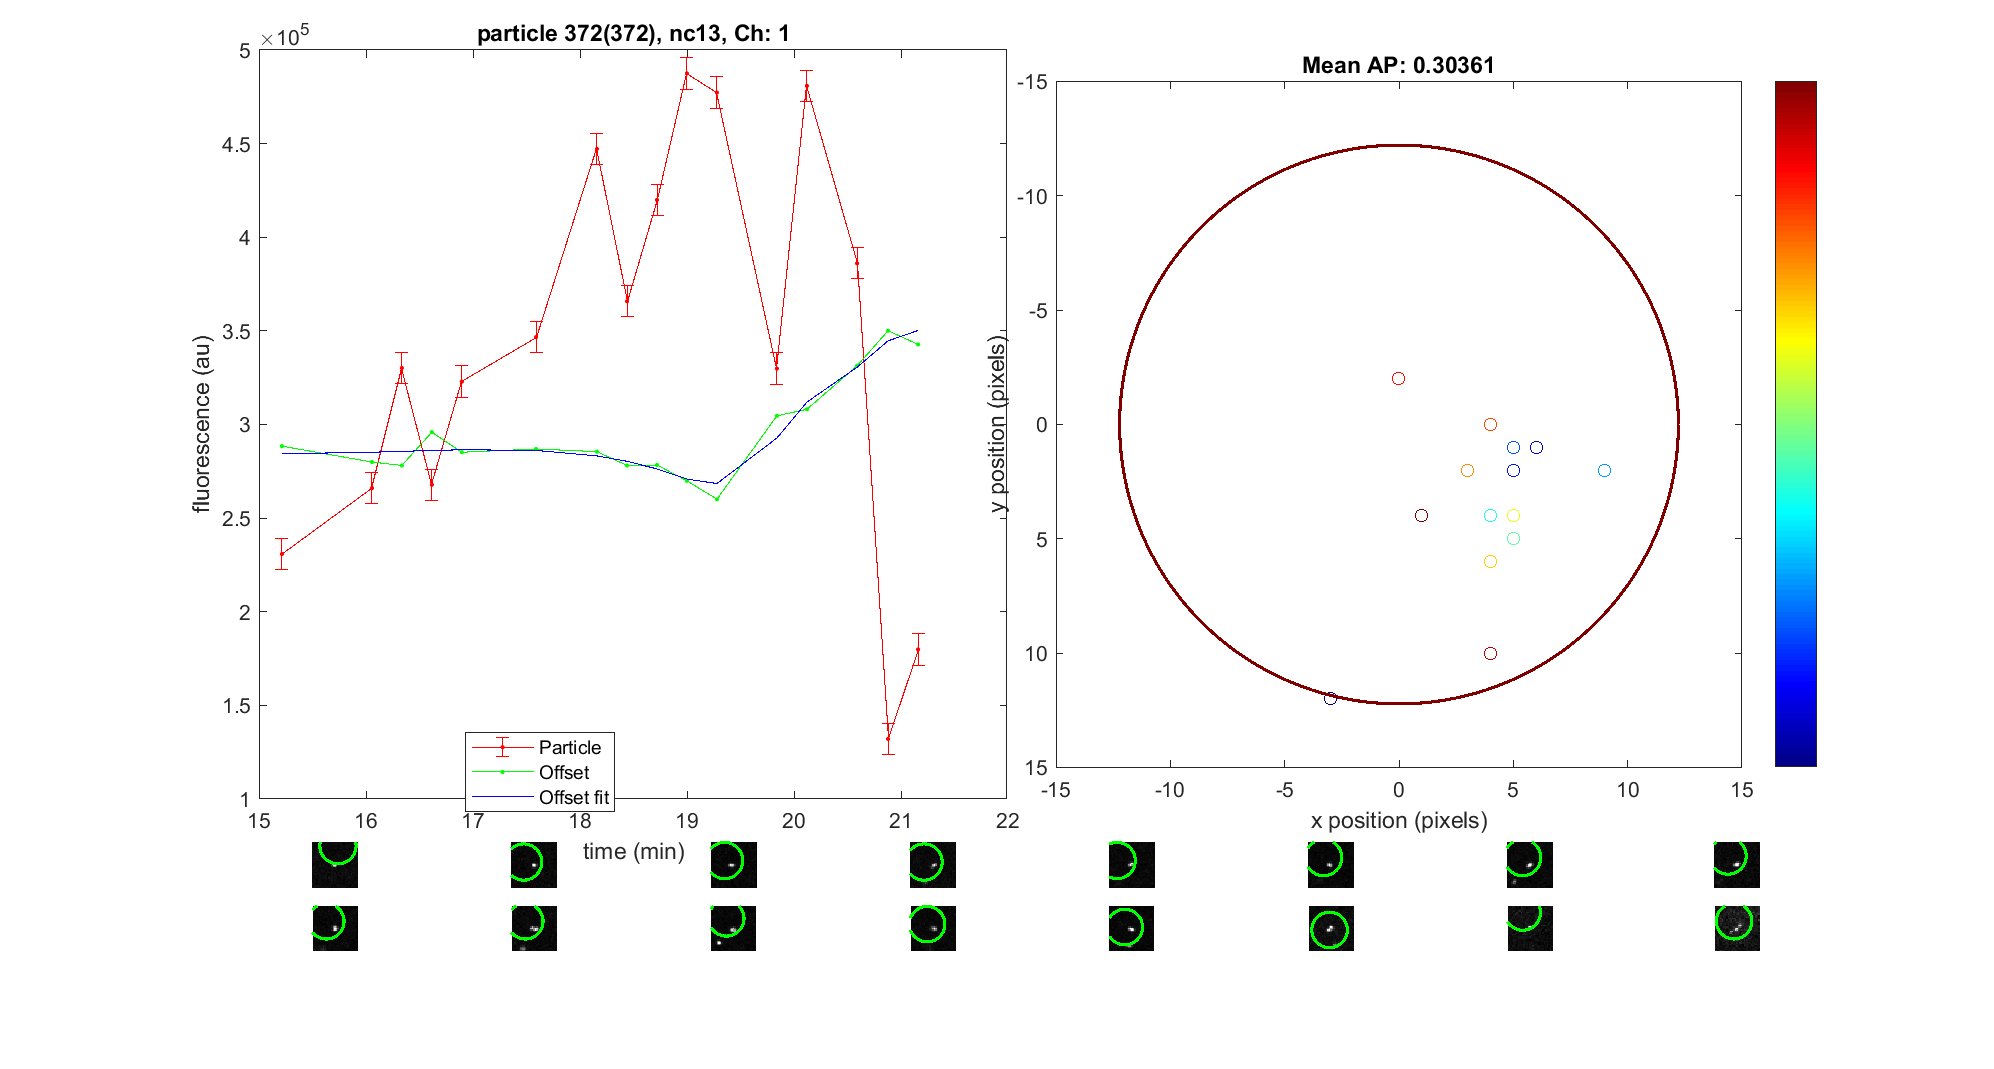 particle 372(372), nc13, Ch: 1
×10^5
5
4.5
4
3.5
3
2.5
2
1.5
1
fluorescence (au)
Particle
Offset
Offset fit
15 16 17 18 19 20 21 22
time (min)
Mean AP: 0.30361
-15
-10
-5
0
5
10
15
y position (pixels)
-15 -10 -5 0 5 10 15
x position (pixels)